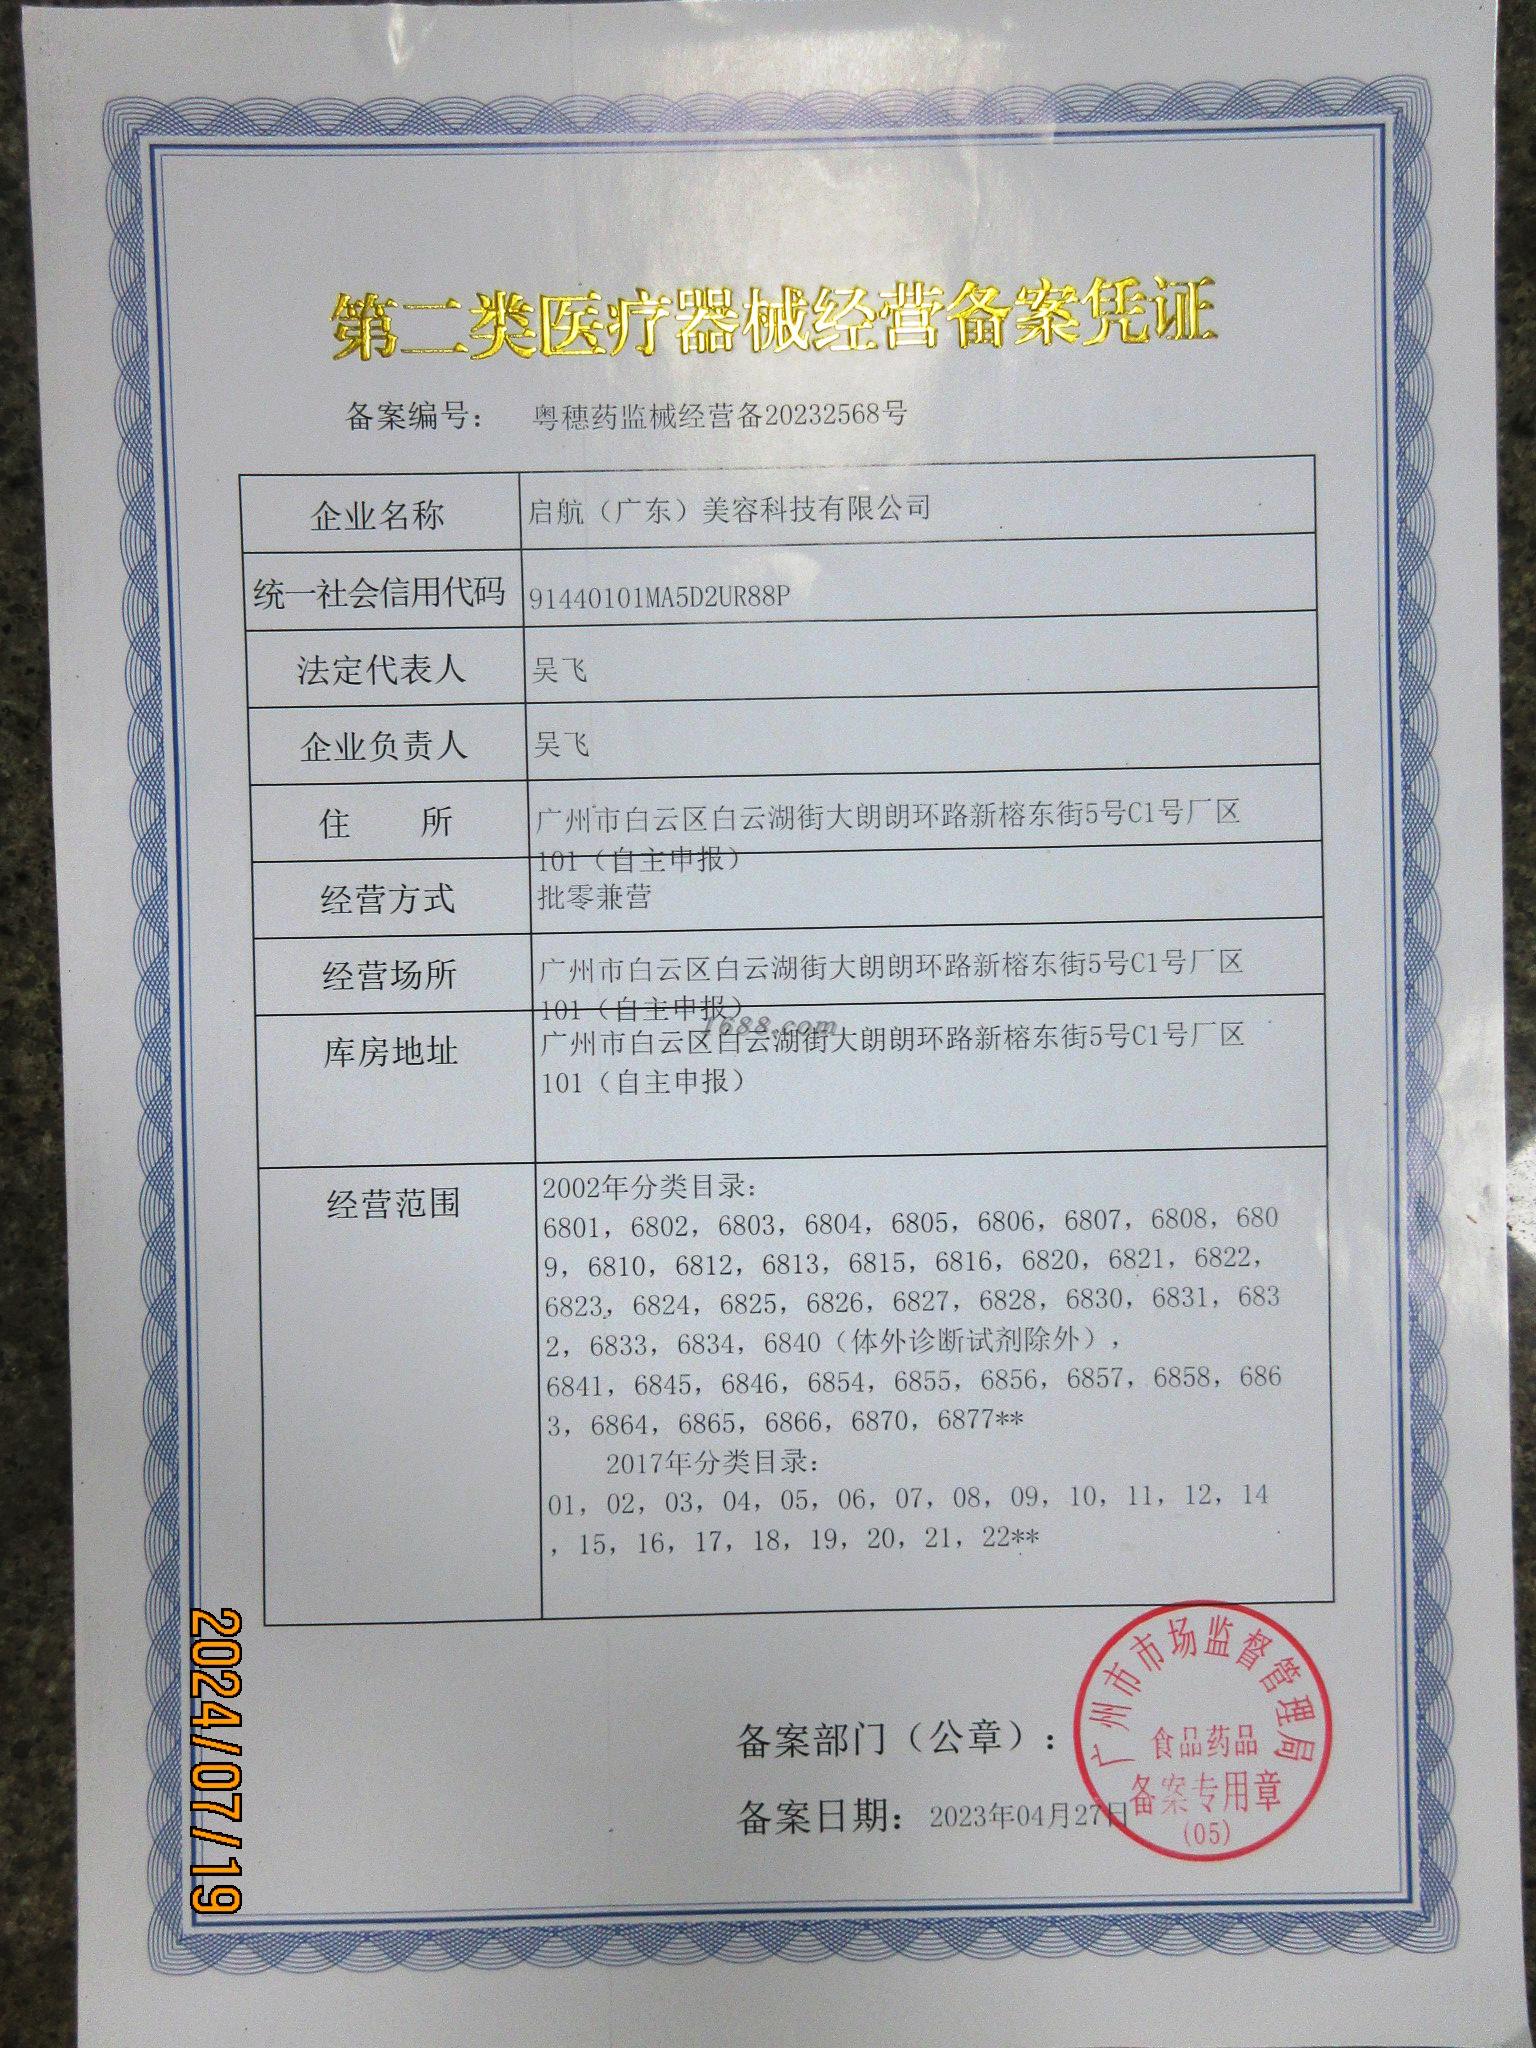 第二类医疗器械经营备案凭证
备案编号： 粤穗药监械经营备20232568号
企业名称 启航（广东）美容科技有限公司
统一社会信用代码 91440101MA5D2UR88P
法定代表人 吴飞
企业负责人 吴飞
住 所 广州市白云区白云湖街大朗朗环路新榕东街5号C1号厂区
101（自主申报）
经营方式 批零兼营
经营场所 广州市白云区白云湖街大朗朗环路新榕东街5号C1号厂区
101（自主申报）
1688.com
库房地址 广州市白云区白云湖街大朗朗环路新榕东街5号C1号厂区
101（自主申报）
经营范围 2002年分类目录：
6801，6802，6803，6804，6805，6806，6807，6808，680
9，6810，6812，6813，6815，6816，6820，6821，6822，
6823，6824，6825，6826，6827，6828，6830，6831，683
2，6833，6834，6840（体外诊断试剂除外），
6841，6845，6846，6854，6855，6856，6857，6858，686
3，6864，6865，6866，6870，6877**
2017年分类目录：
01，02，03，04，05，06，07，08，09，10，11，12，14
，15，16，17，18，19，20，21，22**
备案部门（公章）：
备案日期： 2023年04月27日
广州市市场监督管理局
食品药品
备案专用章
(05)
2024/07/19